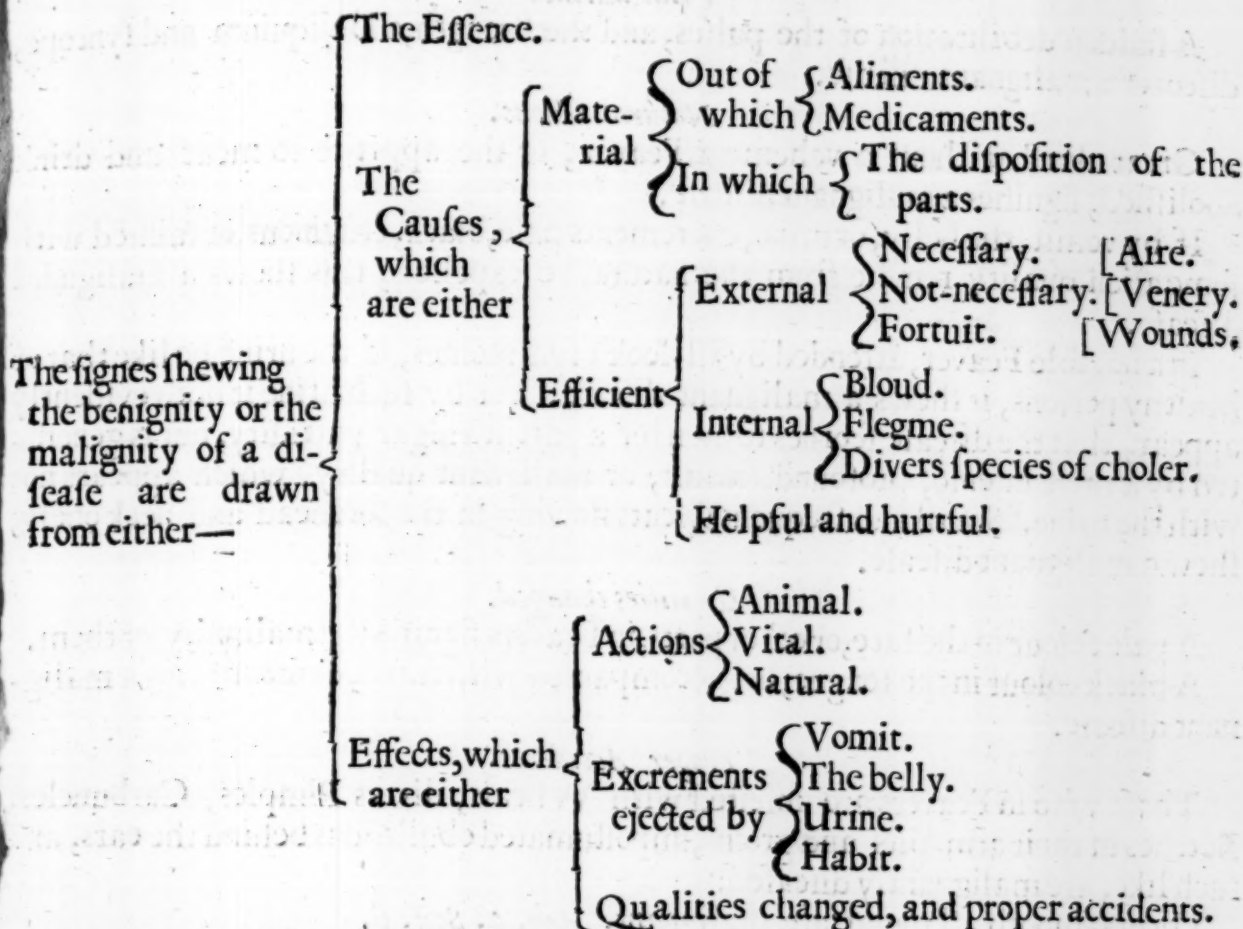 The ſignes ſhewing
the benignity or the
malignity of a di-
ſeaſe are drawn
from either—
The Eſſence.
The
Cauſes,
which
are either
Mate-
rial
Out of
which
Aliments.
Medicaments.
In which
The diſpoſition of the
parts.
Efficient
External
Neceſſary. [Aire.
Not-neceſſary. [Venery.
Fortuit. [Wounds.
Internal
Bloud.
Flegme.
Divers ſpecies of choler.
Helpful and hurtful.
Effects, which
are either
Actions
Animal.
Vital.
Natural.
Excrements
ejected by
Vomit.
The belly.
Urine.
Habit.
Qualities changed, and proper accidents.